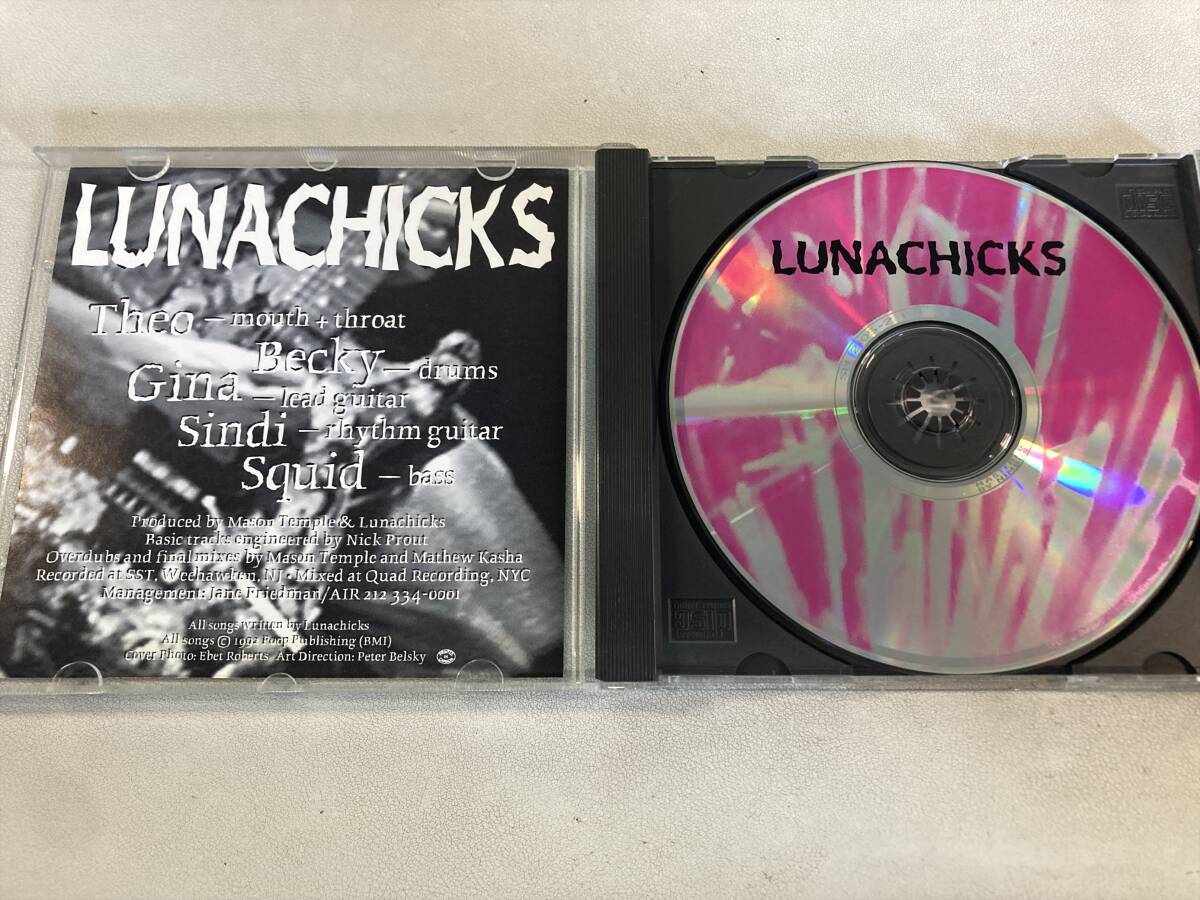 LUNACHICKS
Theo – mouth + throat
Becky – drums
Gina – lead guitar
Sindi – rhythm guitar
Squid – bass
Produced by Mason Temple & Lunachicks
Basic tracks engineered by Nick Prout
Overdubs and final mixes by Mason Temple and Mathew Kasha
Recorded at SST, Weehawken, NJ • Mixed at Quad Recording, NYC
Management: Jane Friedman/AIR 212 334-0001
All songs written by Lunachicks
All songs © 1992 Poop Publishing (BMI)
Cover Photo: Ebet Roberts Art Direction: Peter Belsky
LUNACHICKS